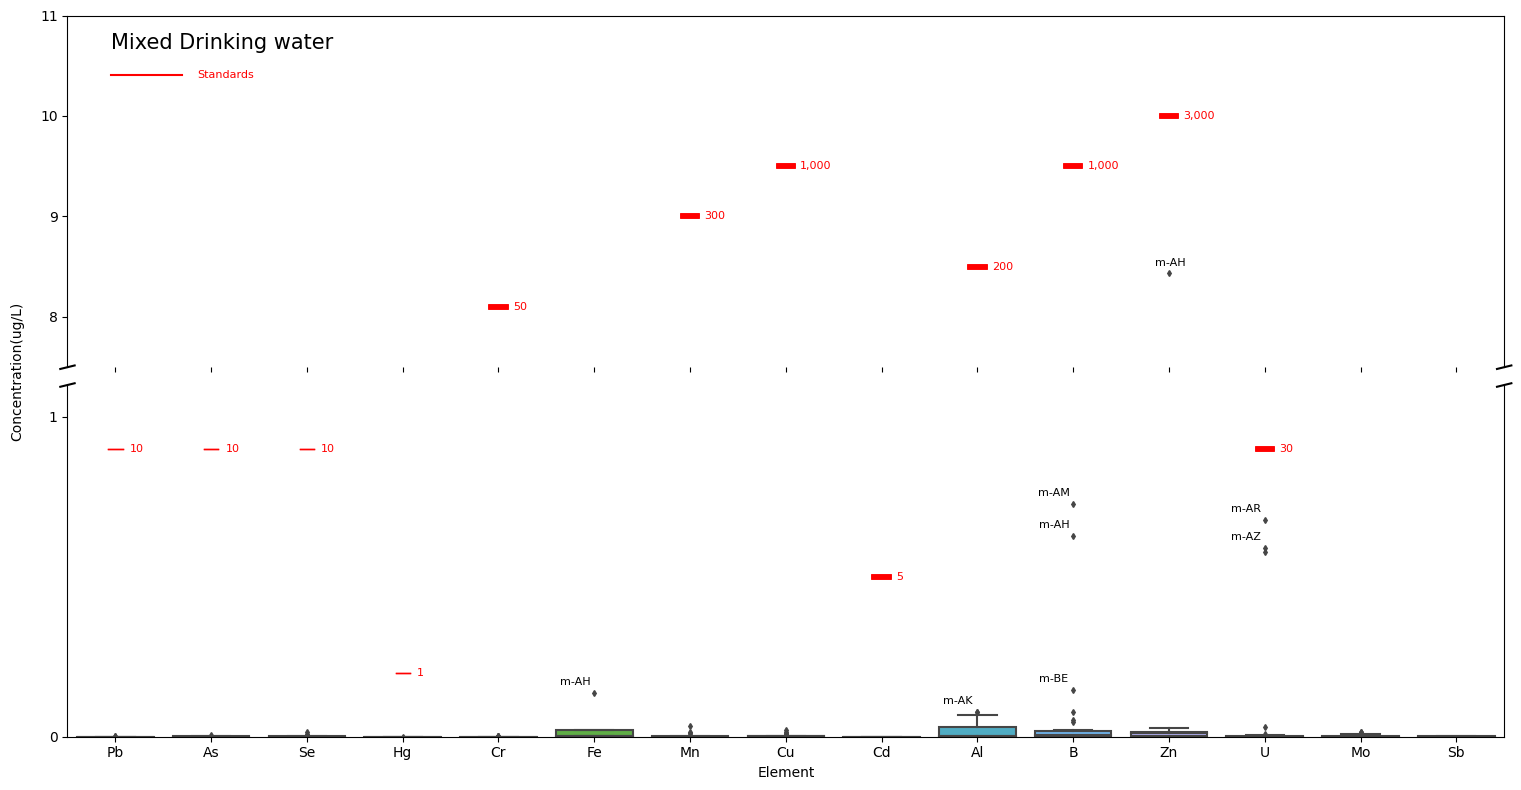 Mixed Drinking water
Standards
11
10
9
8
1
0
Concentration(ug/L)
3,000
1,000
1,000
300
m-AH
200
50
10
10
10
30
m-AM
m-AR
m-AH
m-AZ
5
1
m-AH
m-BE
m-AK
Pb As Se Hg Cr Fe Mn Cu Cd Al B Zn U Mo Sb
Element